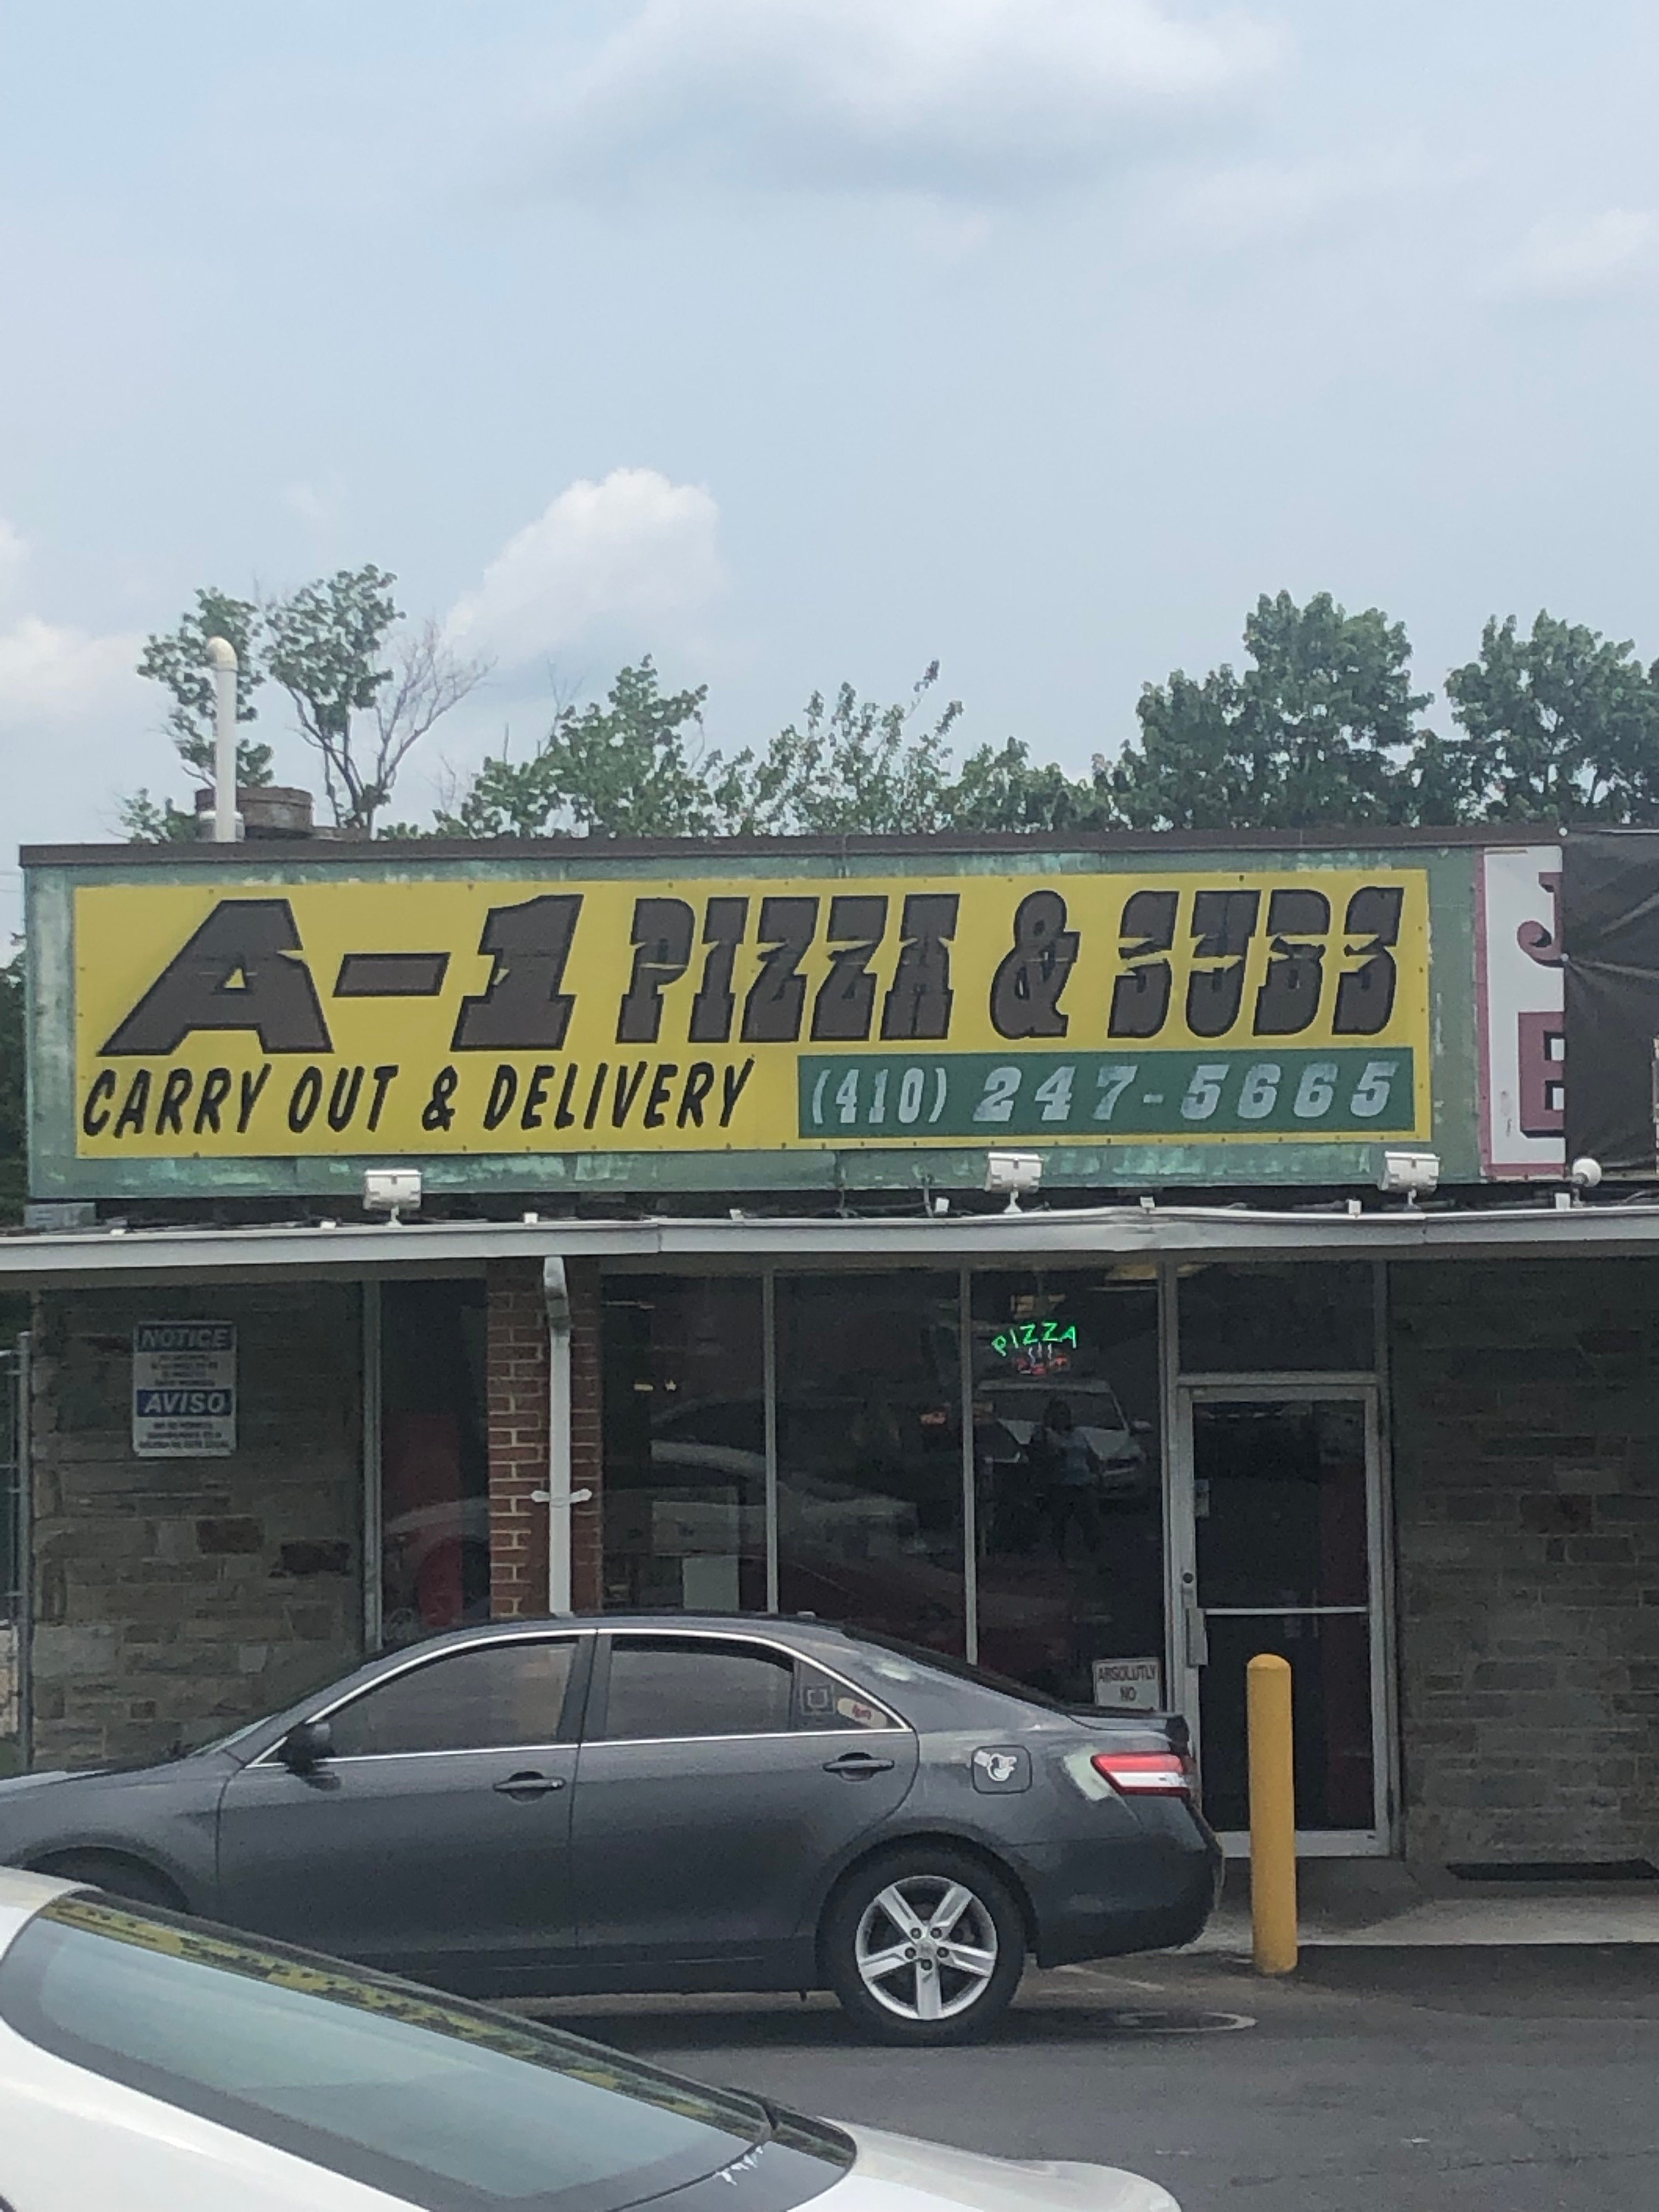 A-1 PIZZA & SUBS
CARRY OUT & DELIVERY (410) 247-5665
J
E
PIZZA
NOTICE
AVISO
ABSOLUTLY
NO